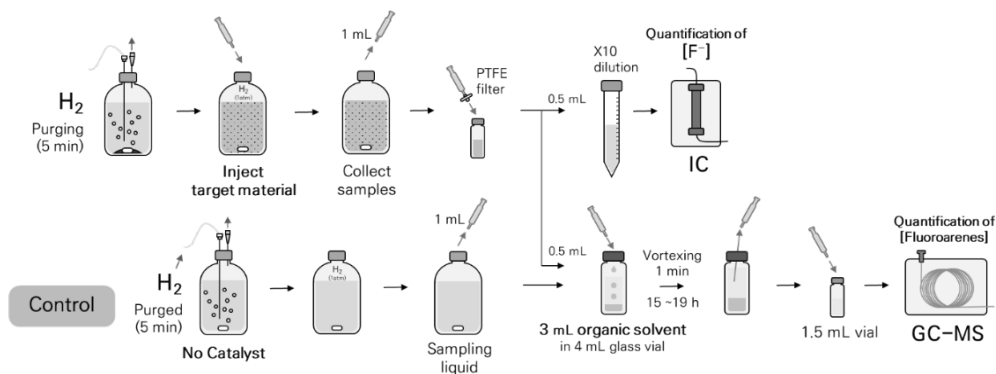 H₂
Purging
(5 min)
H₂
(1atm)
Inject
target material
1 mL
Collect
samples
PTFE
filter
0.5 mL
X10
dilution
Quantification of
[F⁻]
IC
Control
H₂
Purged
(5 min)
No Catalyst
H₂
(1atm)
1 mL
Sampling
liquid
0.5 mL
3 mL organic solvent
in 4 mL glass vial
Vortexing
1 min
15 ~19 h
1.5 mL vial
Quantification of
[Fluoroarenes]
GC–MS